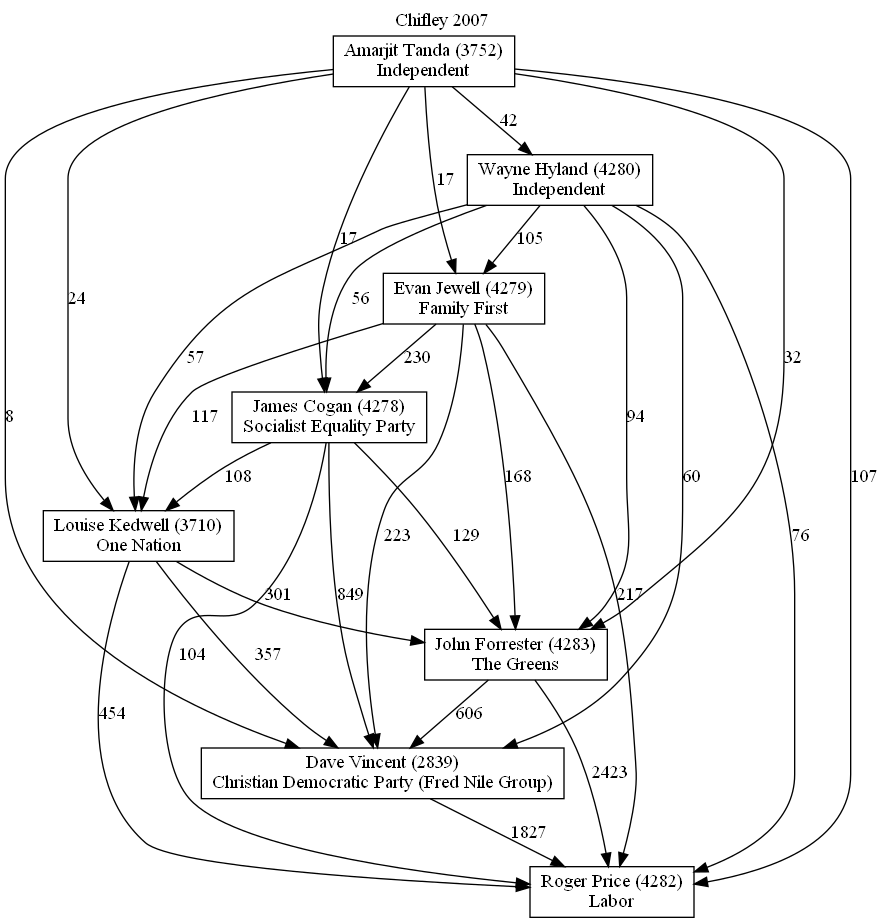 Chifley 2007
Amarjit Tanda (3752)
Independent
42
Wayne Hyland (4280)
Independent
17
17
105
56
Evan Jewell (4279)
Family First
24
57
230
32
8
117
James Cogan (4278)
Socialist Equality Party
94
108
168
60
107
Louise Kedwell (3710)
One Nation
223
129
76
301
849
217
104
357
John Forrester (4283)
The Greens
454
606
Dave Vincent (2839)
Christian Democratic Party (Fred Nile Group)
2423
1827
Roger Price (4282)
Labor